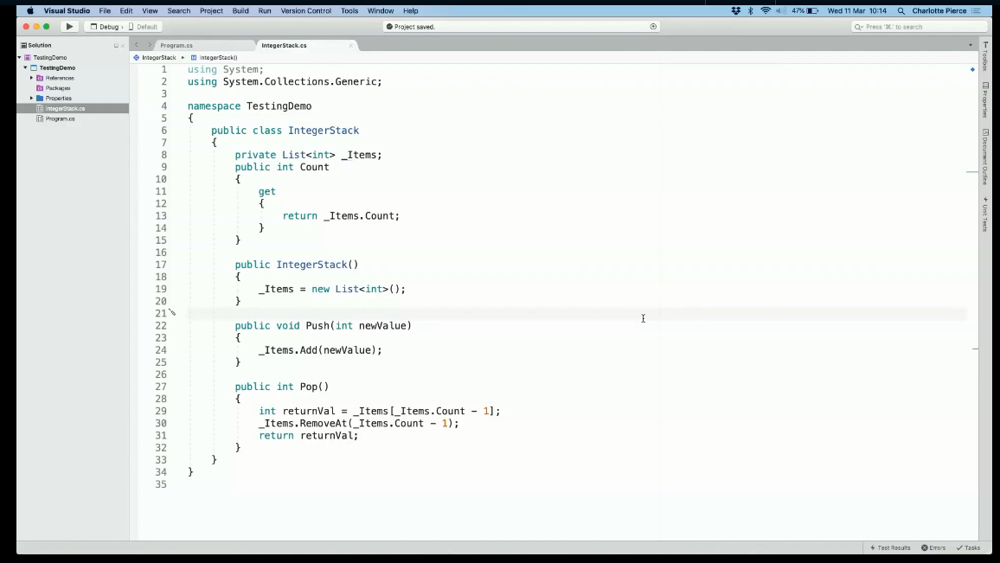 Visual Studio File Edit View Search Project Build Run Version Control Tools Window Help 47% Wed 11 Mar 10:14 Charlotte Pierce
Debug Default Project saved. Press '⌘.' to search
Solution
TestingDemo
TestingDemo
References
Packages
Properties
IntegerStack.cs
Program.cs
Program.cs IntegerStack.cs
IntegerStack IntegerStack()
1 using System;
2 using System.Collections.Generic;
3
4 namespace TestingDemo
5 {
6 public class IntegerStack
7 {
8 private List<int> _Items;
9 public int Count
10 {
11 get
12 {
13 return _Items.Count;
14 }
15 }
16
17 public IntegerStack()
18 {
19 _Items = new List<int>();
20 }
21
22 public void Push(int newValue)
23 {
24 _Items.Add(newValue);
25 }
26
27 public int Pop()
28 {
29 int returnVal = _Items[_Items.Count - 1];
30 _Items.RemoveAt(_Items.Count - 1);
31 return returnVal;
32 }
33 }
34 }
35
Toolbox
Properties
Document Outline
Unit Tests
Test Results Errors Tasks